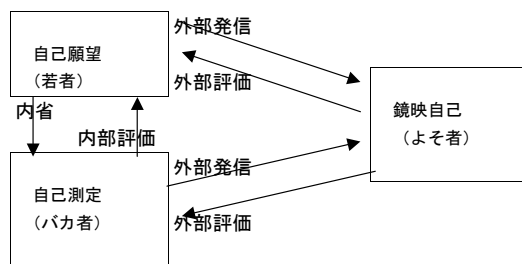 外部発信
自己願望
（若者）
外部評価
内省
鏡映自己
（よそ者）
内部評価
外部発信
自己測定
（バカ者）
外部評価